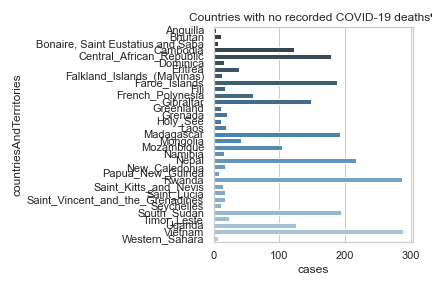 Countries with no recorded COVID-19 deaths*
Anguilla
Bhutan
Bonaire, Saint Eustatius and Saba
Cambodia
Central_African_Republic
Dominica
Eritrea
Falkland_Islands_(Malvinas)
Faroe_Islands
Fiji
French_Polynesia
Gibraltar
Greenland
Grenada
Holy_See
Laos
Madagascar
Mongolia
Mozambique
Namibia
Nepal
New_Caledonia
Papua_New_Guinea
Rwanda
Saint_Kitts_and_Nevis
Saint_Lucia
Saint_Vincent_and_the_Grenadines
Seychelles
South_Sudan
Timor_Leste
Uganda
Vietnam
Western_Sahara
countriesAndTerritories
0 100 200 300
cases